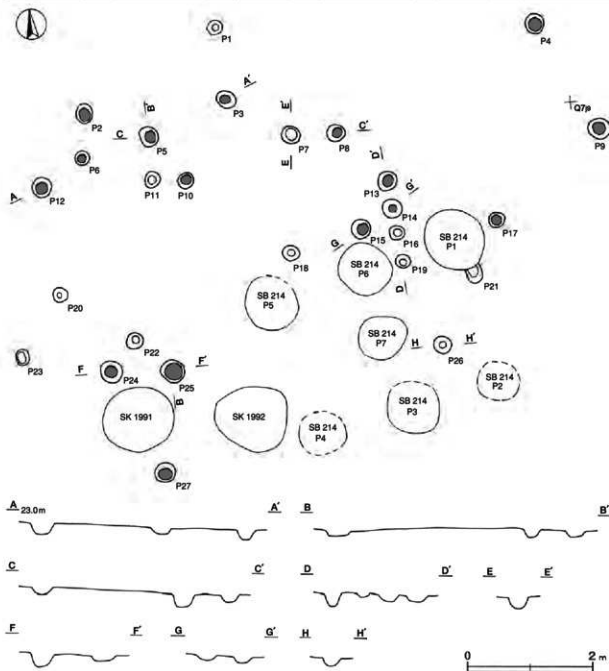 P1
P4
A′
P3
Q7j8
B′
E′
P2
C
P5
P7
P8
C′
P9
E
D′
P6
P13
G′
A
P12
P11
P10
P14
P15
P16
SB 214
P1
P17
G
SB 214
P6
P18
P19
P21
D
SB 214
P5
P20
P22
SB 214
P7
H
H′
P26
P23
F
P24
P25
F′
SB 214
P2
B
SB 214
P3
SK 1991
SK 1992
SB 214
P4
P27
A 23.0m
A′
B
B′
C
C′
D
D′
E
E′
F
F′
G
G′
H
H′
0
2 m